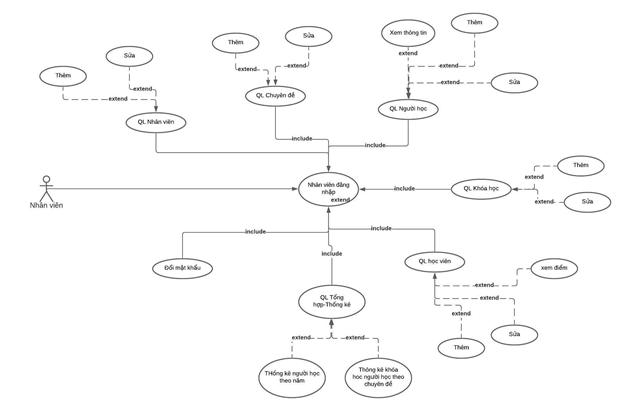 Thêm
Sửa
Xem thông tin
Thêm
Sửa
extend
Thêm
extend
extend
extend
Sửa
extend
extend
QL Chuyên đề
extend
QL Người học
QL Nhân viên
include
include
Thêm
extend
Nhân viên
Nhân viên đăng
nhập
extend
include
QL Khóa học
extend
Sửa
include
include
include
Đổi mật khẩu
QL học viên
xem điểm
extend
QL Tổng
hợp-Thống kê
extend
extend
extend
extend
Sửa
Thêm
THống kê người học
theo năm
Thông kê khóa
hoc người học theo
chuyên đề